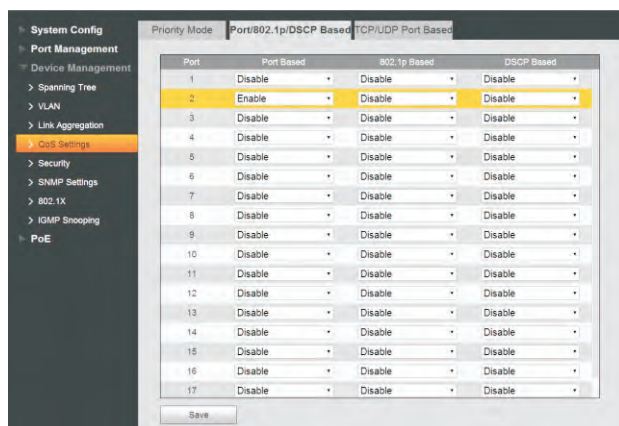 System Config
Port Management
Device Management
> Spanning Tree
> VLAN
> Link Aggregation
> QoS Settings
> Security
> SNMP Settings
> 802.1X
> IGMP Snooping
PoE
Priority Mode Port/802.1p/DSCP Based TCP/UDP Port Based
Port Port Based 802.1p Based DSCP Based
1 Disable Disable Disable
2 Enable Disable Disable
3 Disable Disable Disable
4 Disable Disable Disable
5 Disable Disable Disable
6 Disable Disable Disable
7 Disable Disable Disable
8 Disable Disable Disable
9 Disable Disable Disable
10 Disable Disable Disable
11 Disable Disable Disable
12 Disable Disable Disable
13 Disable Disable Disable
14 Disable Disable Disable
15 Disable Disable Disable
16 Disable Disable Disable
17 Disable Disable Disable
Save